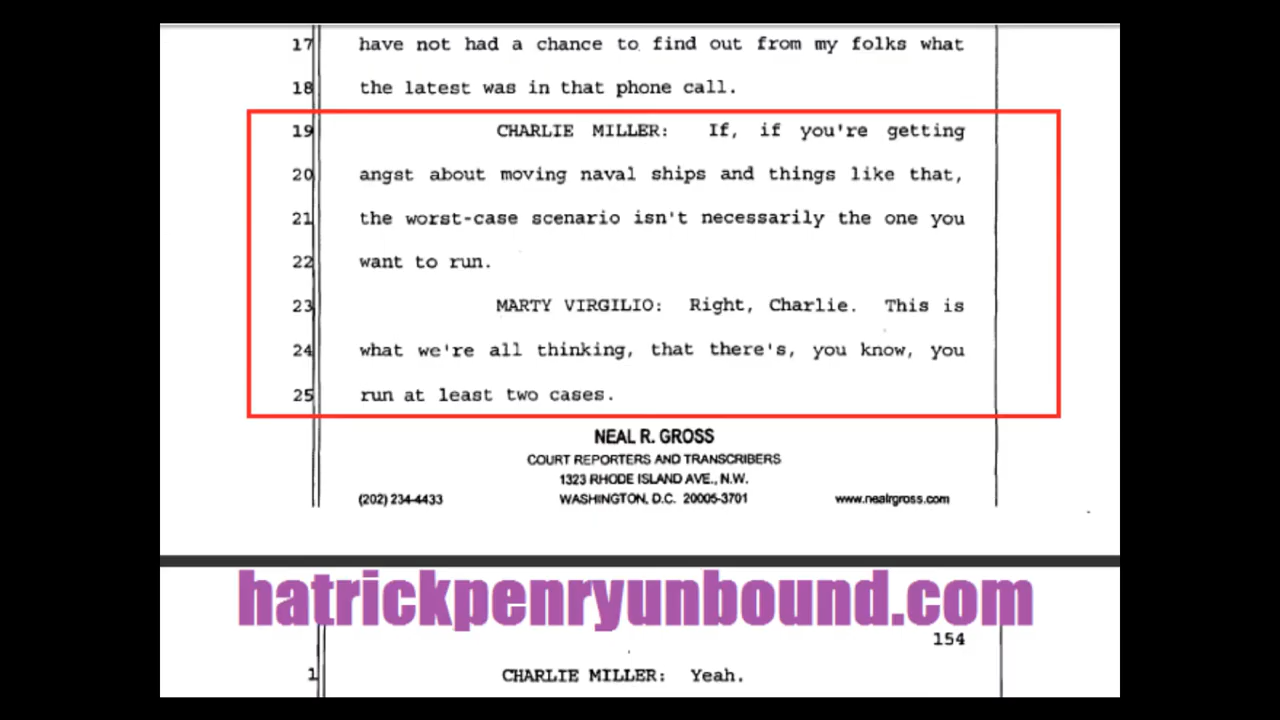 17 have not had a chance to find out from my folks what
18 the latest was in that phone call.
19 CHARLIE MILLER: If, if you're getting
20 angst about moving naval ships and things like that,
21 the worst-case scenario isn't necessarily the one you
22 want to run.
23 MARTY VIRGILIO: Right, Charlie. This is
24 what we're all thinking, that there's, you know, you
25 run at least two cases.
NEAL R. GROSS
COURT REPORTERS AND TRANSCRIBERS
1323 RHODE ISLAND AVE., N.W.
(202) 234-4433 WASHINGTON, D.C. 20005-3701 www.nealrgross.com
hatrickpenryunbound.com
154
1 CHARLIE MILLER: Yeah.